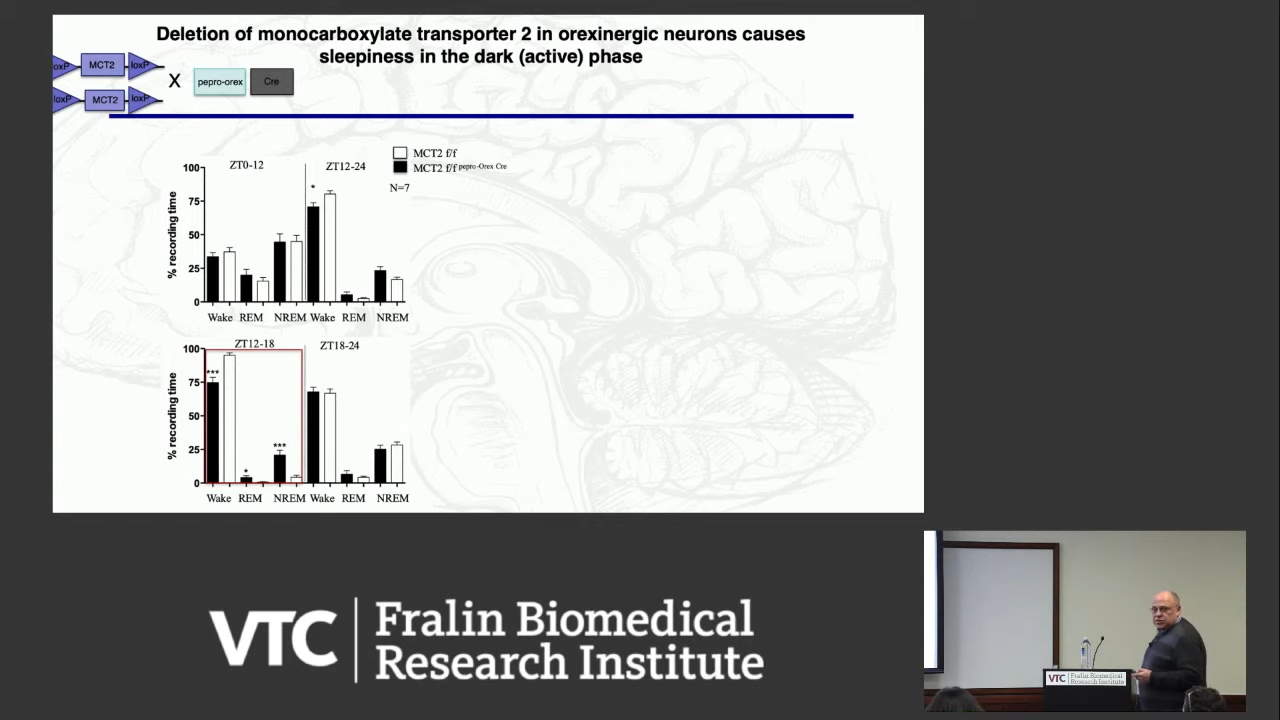 Deletion of monocarboxylate transporter 2 in orexinergic neurons causes
sleepiness in the dark (active) phase
oxP MCT2 loxP
X pepro-orex Cre
loxP MCT2 loxP
MCT2 f/f
MCT2 f/f pepro-Orex Cre
N=7
ZT0-12 ZT12-24
% recording time
100
75
50
25
0
*
Wake REM NREM Wake REM NREM
ZT12-18 ZT18-24
% recording time
100
75
50
25
0
***
*
***
Wake REM NREM Wake REM NREM
VTC Fralin Biomedical
Research Institute
VTC Fralin Biomedical
Research Institute